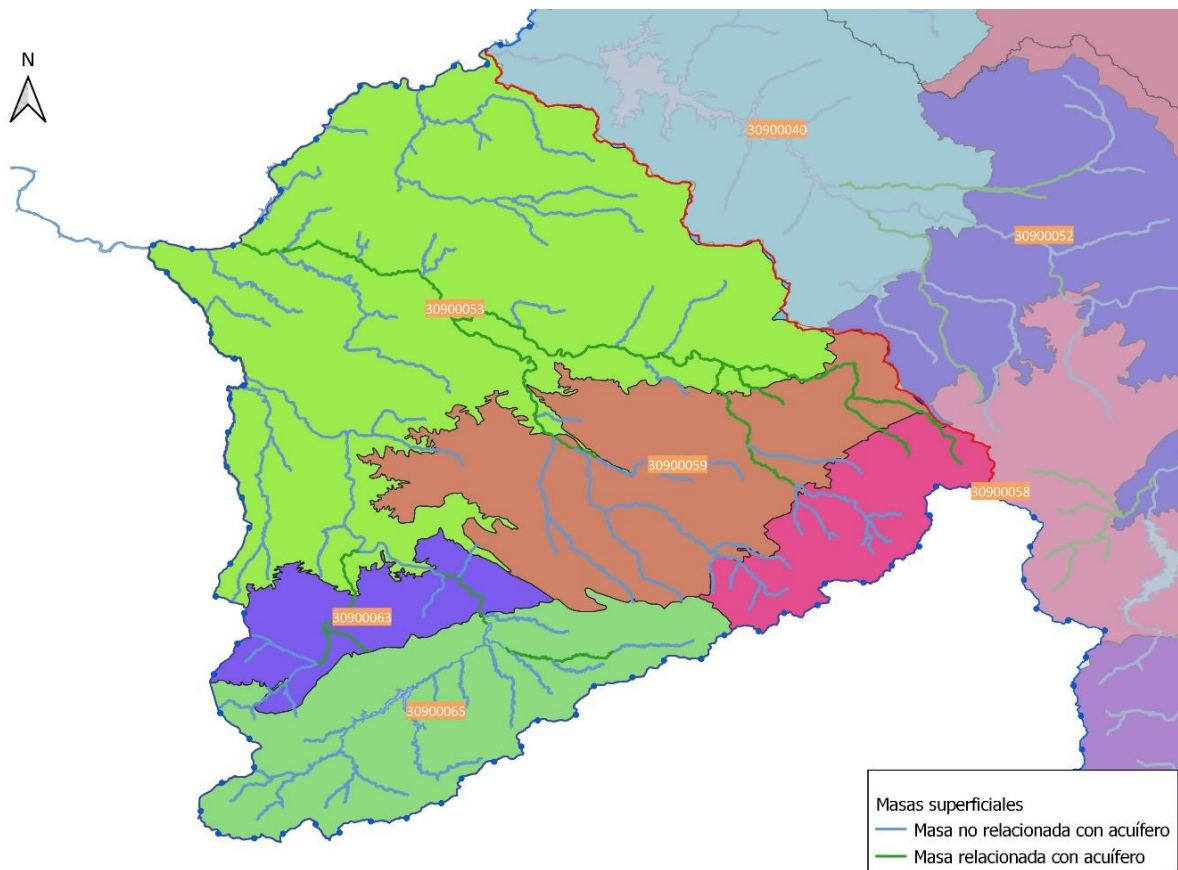 N
30900040
30900052
30900053
30900059
30900058
30900063
30900065
Masas superficiales
Masa no relacionada con acuífero
Masa relacionada con acuífero